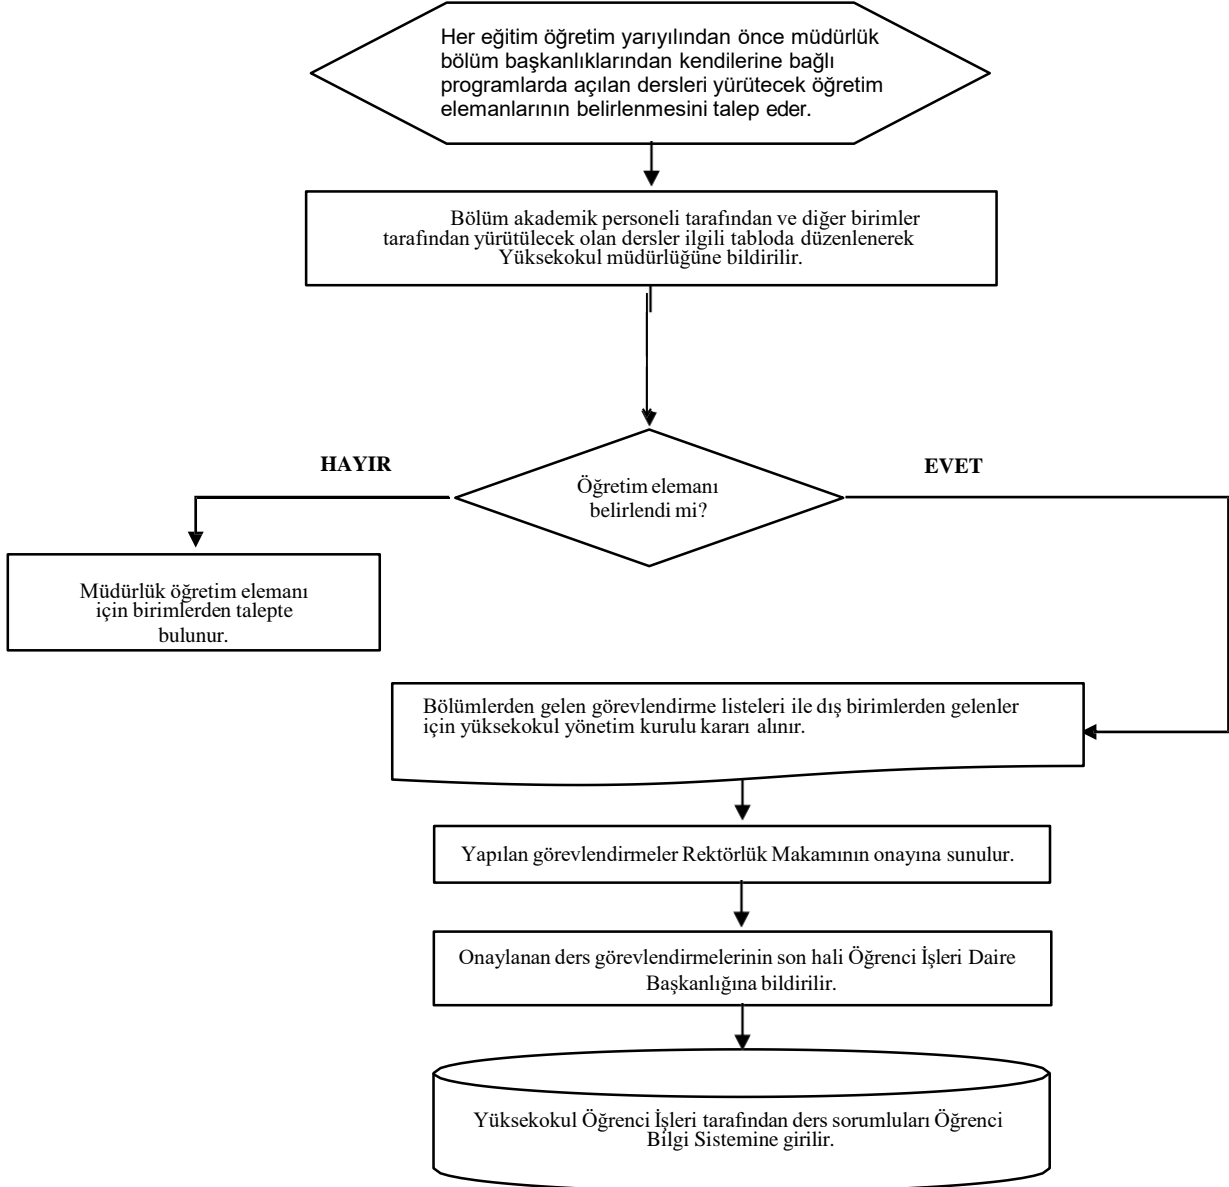 Her eğitim öğretim yarıyılından önce müdürlük
bölüm başkanlıklarından kendilerine bağlı
programlarda açılan dersleri yürütecek öğretim
elemanlarının belirlenmesini talep eder.
Bölüm akademik personeli tarafından ve diğer birimler
tarafından yürütülecek olan dersler ilgili tabloda düzenlenerek
Yüksekokul müdürlüğüne bildirilir.
HAYIR
EVET
Öğretim elemanı
belirlendi mi?
Müdürlük öğretim elemanı
için birimlerden talepte
bulunur.
Bölümlerden gelen görevlendirme listeleri ile dış birimlerden gelenler
için yüksekokul yönetim kurulu kararı alınır.
Yapılan görevlendirmeler Rektörlük Makamının onayına sunulur.
Onaylanan ders görevlendirmelerinin son hali Öğrenci İşleri Daire
Başkanlığına bildirilir.
Yüksekokul Öğrenci İşleri tarafından ders sorumluları Öğrenci
Bilgi Sistemine girilir.